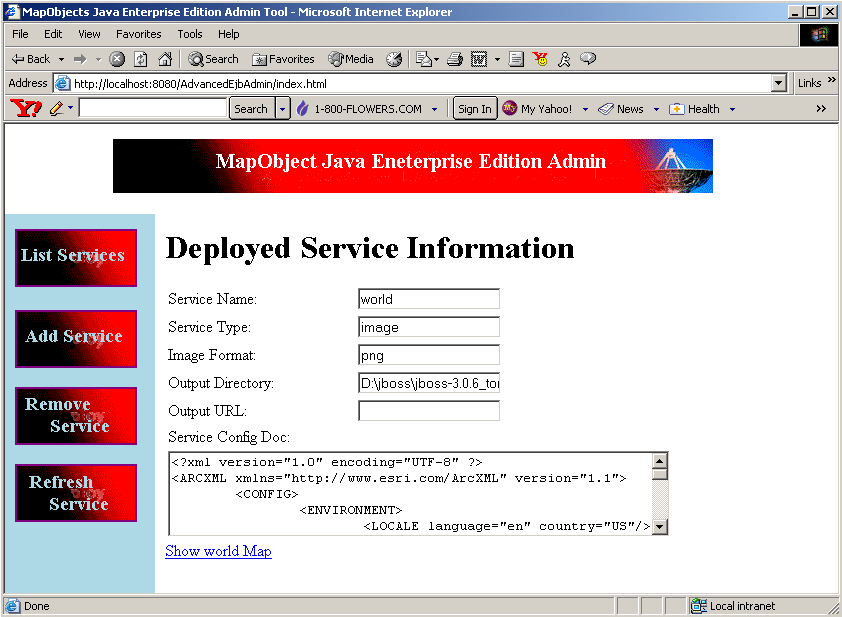 MapObjects Java Enterprise Edition Admin Tool - Microsoft Internet Explorer
File Edit View Favorites Tools Help
Back Search Favorites Media
Address http://localhost:8080/AdvancedEjbAdmin/index.html Links »
Y! Search 1-800-FLOWERS.COM Sign In My Yahoo! News Health »
MapObject Java Eneterprise Edition Admin
List Services
Add Service
Remove
Service
Refresh
Service
Deployed Service Information
Service Name: world
Service Type: image
Image Format: png
Output Directory: D:\jboss\jboss-3.0.6_to
Output URL:
Service Config Doc:
<?xml version="1.0" encoding="UTF-8" ?>
<ARCXML xmlns="http://www.esri.com/ArcXML" version="1.1">
<CONFIG>
<ENVIRONMENT>
<LOCALE language="en" country="US"/>
Show world Map
Done Local intranet